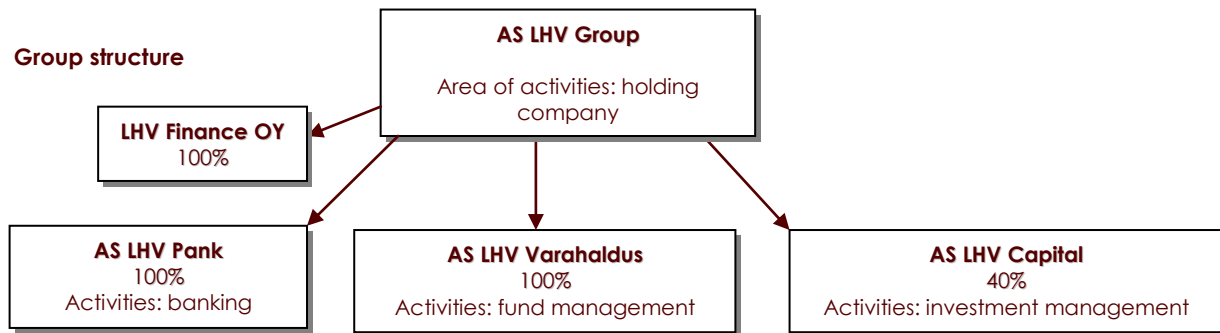 AS LHV Group
Group structure
Area of activities: holding
company
LHV Finance OY
100%
AS LHV Pank
100%
Activities: banking
AS LHV Varahaldus
100%
Activities: fund management
AS LHV Capital
40%
Activities: investment management